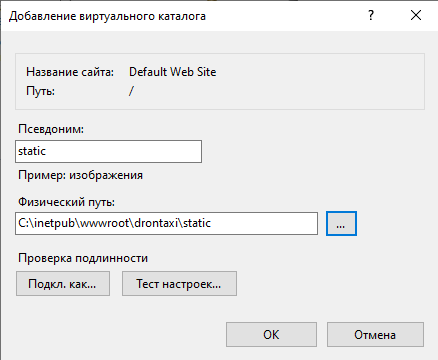 Добавление виртуального каталога
Название сайта: Default Web Site
Путь: /
Псевдоним:
static
Пример: изображения
Физический путь:
C:\inetpub\wwwroot\drontaxi\static
...
Проверка подлинности
Подкл. как... Тест настроек...
ОК Отмена